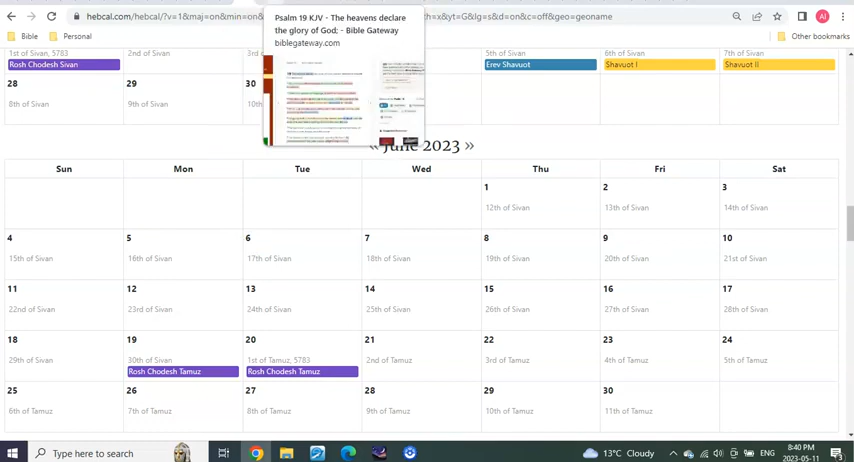 Psalm 19 KJV - The heavens declare
the glory of God; - Bible Gateway
biblegateway.com
hebcal.com/hebcal/?v=1&maj=on&min=on&
th=x&yt=G&lg=s&d=on&c=off&geo=geoname
AI
Bible Personal Other bookmarks
1st of Sivan, 5783 2nd of Sivan 5th of Sivan 6th of Sivan 7th of Sivan
Rosh Chodesh Sivan Erev Shavuot Shavuot I Shavuot II
28 29 30
8th of Sivan 9th of Sivan
« June 2023 »
Sun Mon Tue Wed Thu Fri Sat
1 2 3
12th of Sivan 13th of Sivan 14th of Sivan
4 5 6 7 8 9 10
15th of Sivan 16th of Sivan 17th of Sivan 18th of Sivan 19th of Sivan 20th of Sivan 21st of Sivan
11 12 13 14 15 16 17
22nd of Sivan 23rd of Sivan 24th of Sivan 25th of Sivan 26th of Sivan 27th of Sivan 28th of Sivan
18 19 20 21 22 23 24
29th of Sivan 30th of Sivan 1st of Tamuz, 5783 2nd of Tamuz 3rd of Tamuz 4th of Tamuz 5th of Tamuz
Rosh Chodesh Tamuz Rosh Chodesh Tamuz
25 26 27 28 29 30
6th of Tamuz 7th of Tamuz 8th of Tamuz 9th of Tamuz 10th of Tamuz 11th of Tamuz
Type here to search 13°C Cloudy ENG 8:40 PM
2023-05-11
3